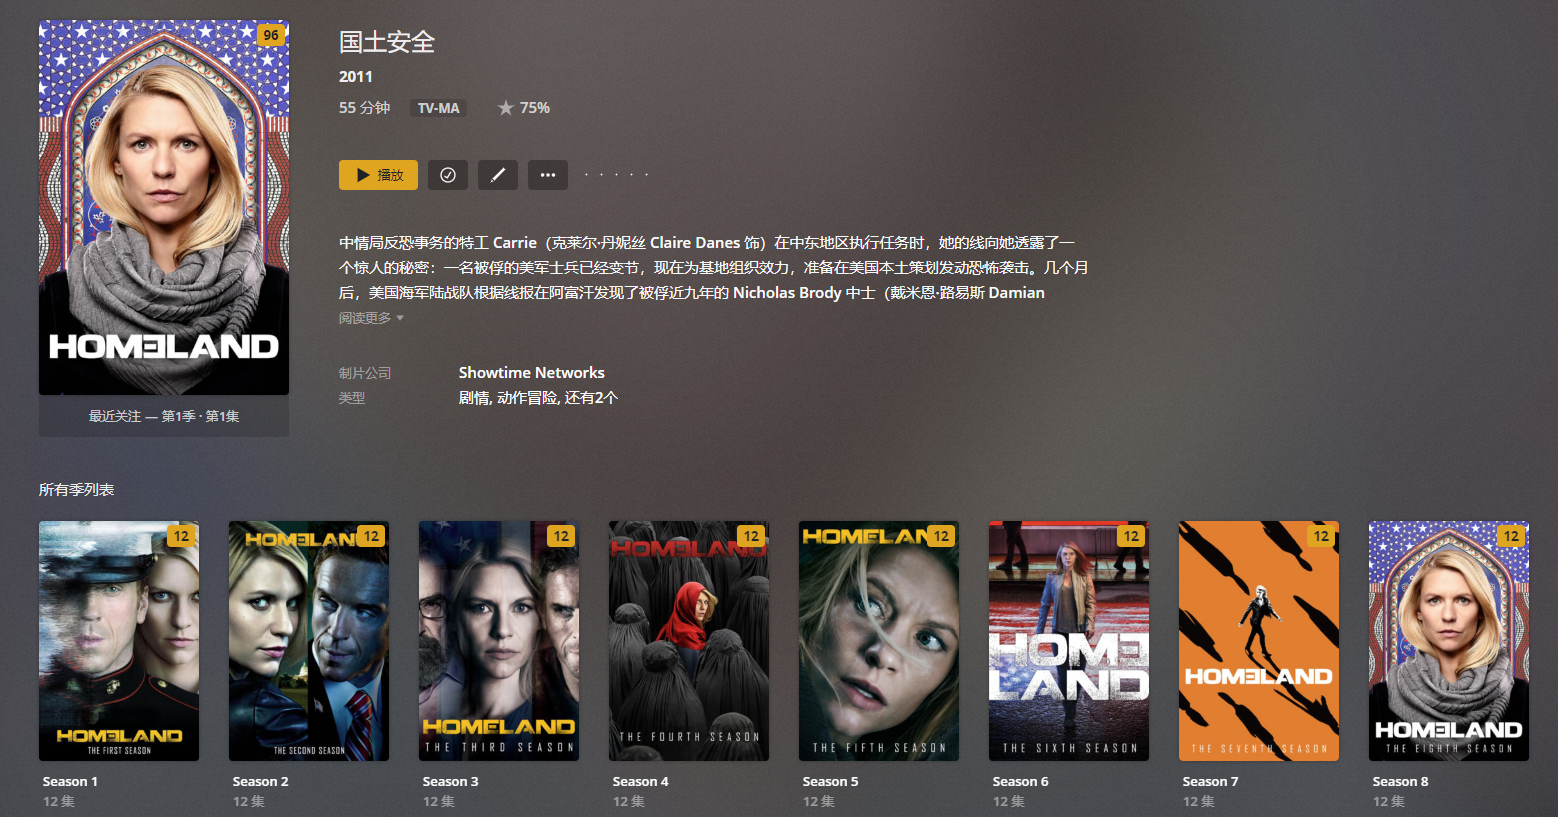 96
HOMELAND
最近关注 — 第1季 · 第1集
国土安全
2011
55 分钟 TV-MA ★ 75%
播放
中情局反恐事务的特工 Carrie（克莱尔·丹妮丝 Claire Danes 饰）在中东地区执行任务时，她的线向她透露了一
个惊人的秘密：一名被俘的美军士兵已经变节，现在为基地组织效力，准备在美国本土策划发动恐怖袭击。几个月
后，美国海军陆战队根据线报在阿富汗发现了被俘近九年的 Nicholas Brody 中士（戴米恩·路易斯 Damian
阅读更多
制片公司 Showtime Networks
类型 剧情, 动作冒险, 还有2个
所有季列表
12
HOMELAND
THE FIRST SEASON
Season 1
12 集
12
HOMELAND
THE SECOND SEASON
Season 2
12 集
12
HOMELAND
THE THIRD SEASON
Season 3
12 集
12
HOMELAND
THE FOURTH SEASON
Season 4
12 集
12
HOMELAND
THE FIFTH SEASON
Season 5
12 集
12
HOME
LAND
THE SIXTH SEASON
Season 6
12 集
12
HOMELAND
THE SEVENTH SEASON
Season 7
12 集
12
HOMELAND
THE EIGHTH SEASON
Season 8
12 集